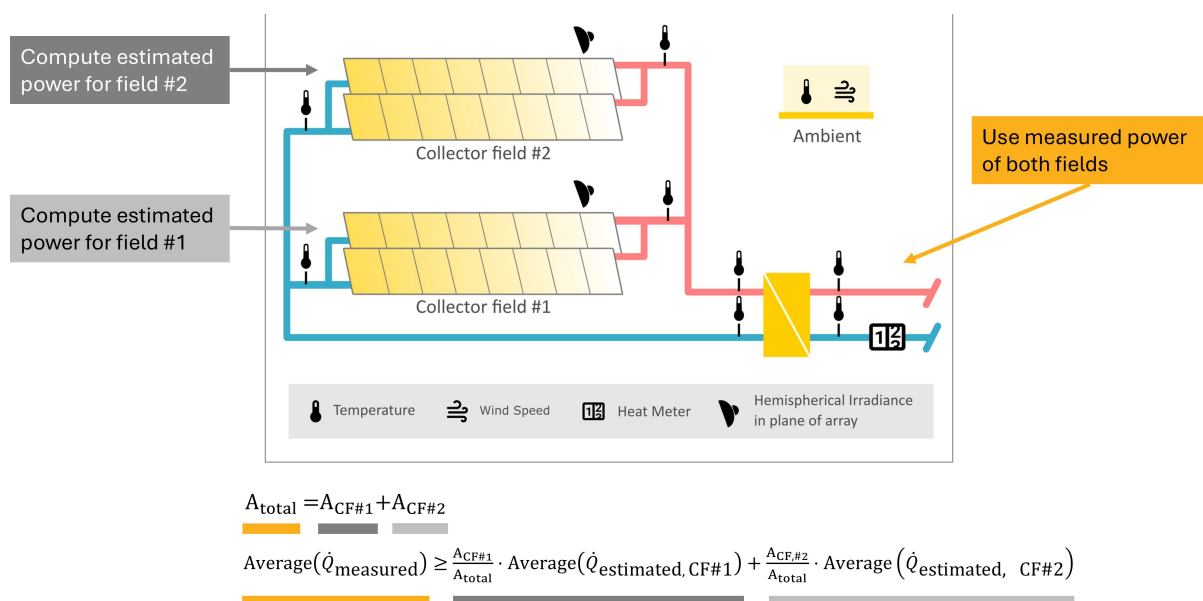 Compute estimated
power for field #2
Collector field #2
Ambient
Use measured power
of both fields
Compute estimated
power for field #1
Collector field #1
Temperature
Wind Speed
Heat Meter
Hemispherical Irradiance
in plane of array
A_total =A_CF#1+A_CF#2
Average(Q̇_measured) ≥ A_CF#1/A_total · Average(Q̇_estimated, CF#1) + A_CF,#2/A_total · Average (Q̇_estimated, CF#2)